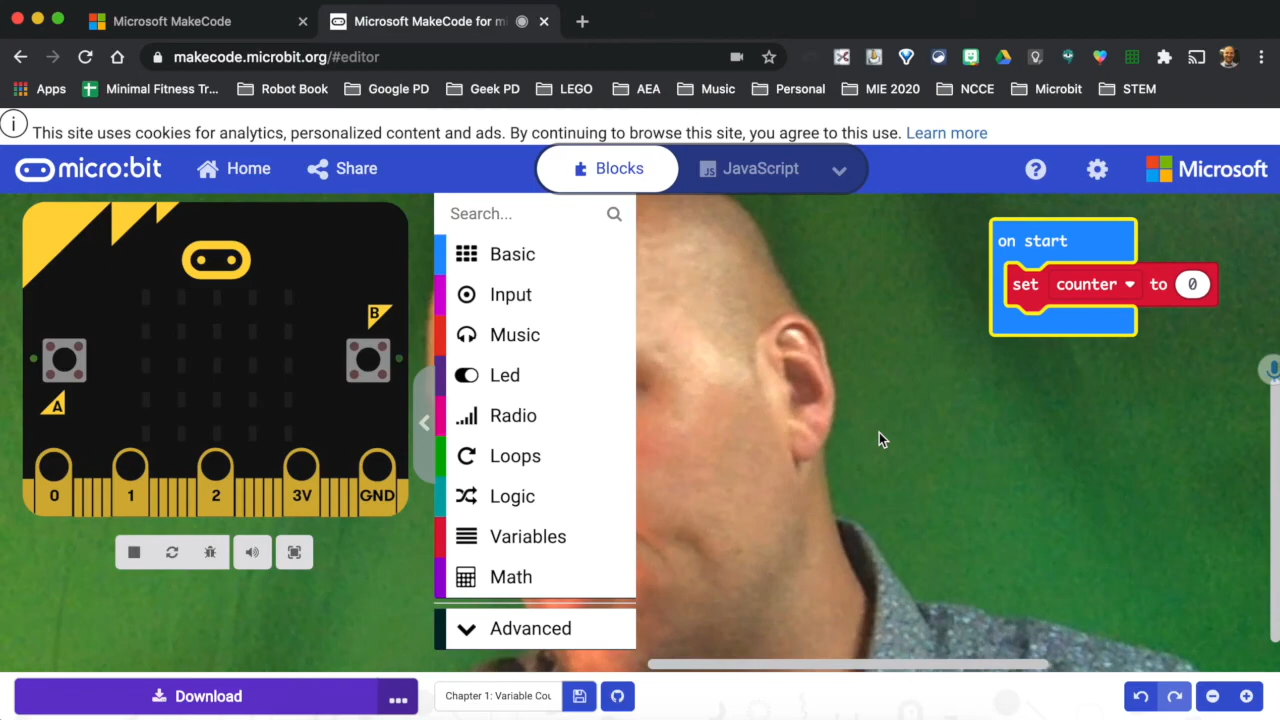 Microsoft MakeCode
Microsoft MakeCode for mi
makecode.microbit.org/#editor
Apps
Minimal Fitness Tr...
Robot Book
Google PD
Geek PD
LEGO
AEA
Music
Personal
MIE 2020
NCCE
Microbit
STEM
This site uses cookies for analytics, personalized content and ads. By continuing to browse this site, you agree to this use. Learn more
micro:bit
Home
Share
Blocks
JS
JavaScript
?
Microsoft
Search...
Basic
Input
Music
Led
Radio
Loops
Logic
Variables
Math
Advanced
on start
set counter to 0
B
A
0
1
2
3V
GND
Download
...
Chapter 1: Variable Cou